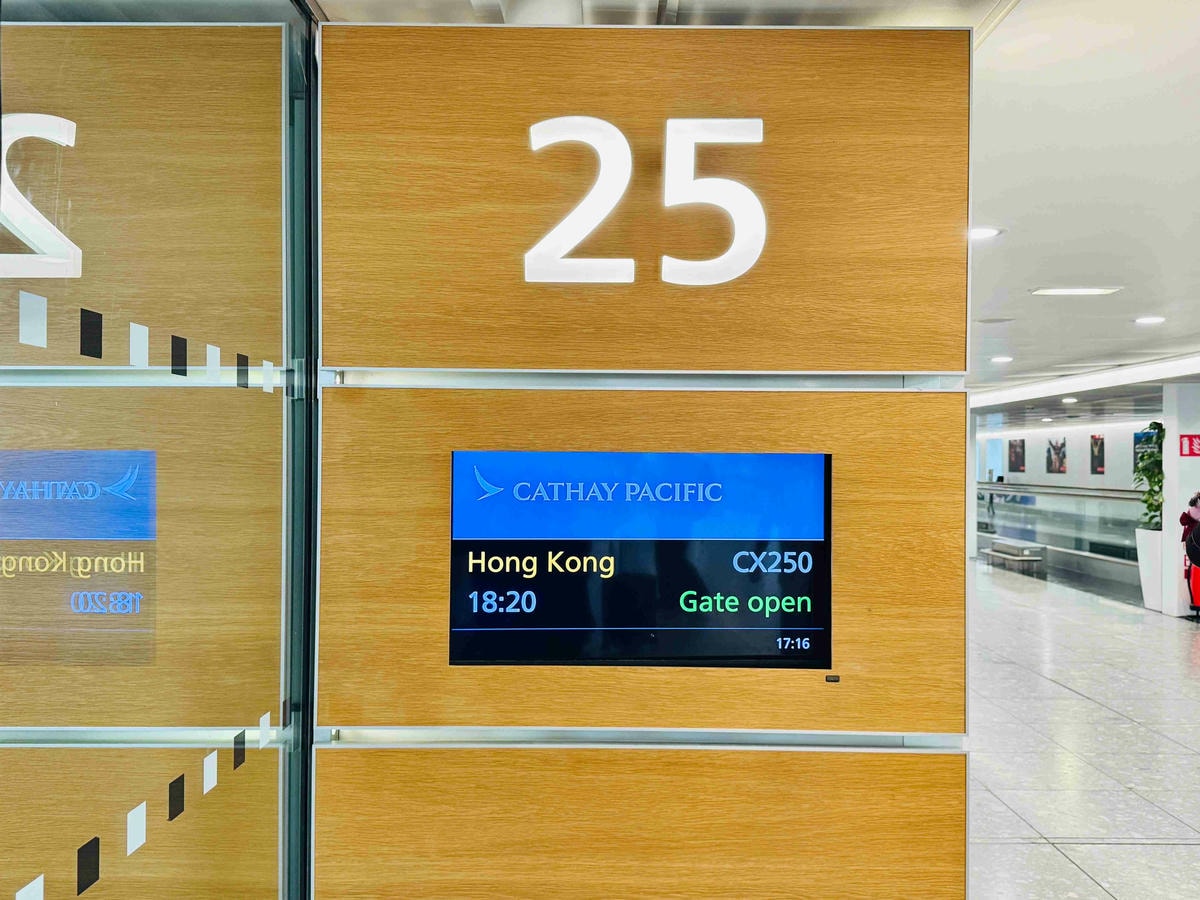 25
CATHAY PACIFIC
Hong Kong CX250
18:20 Gate open
17:16